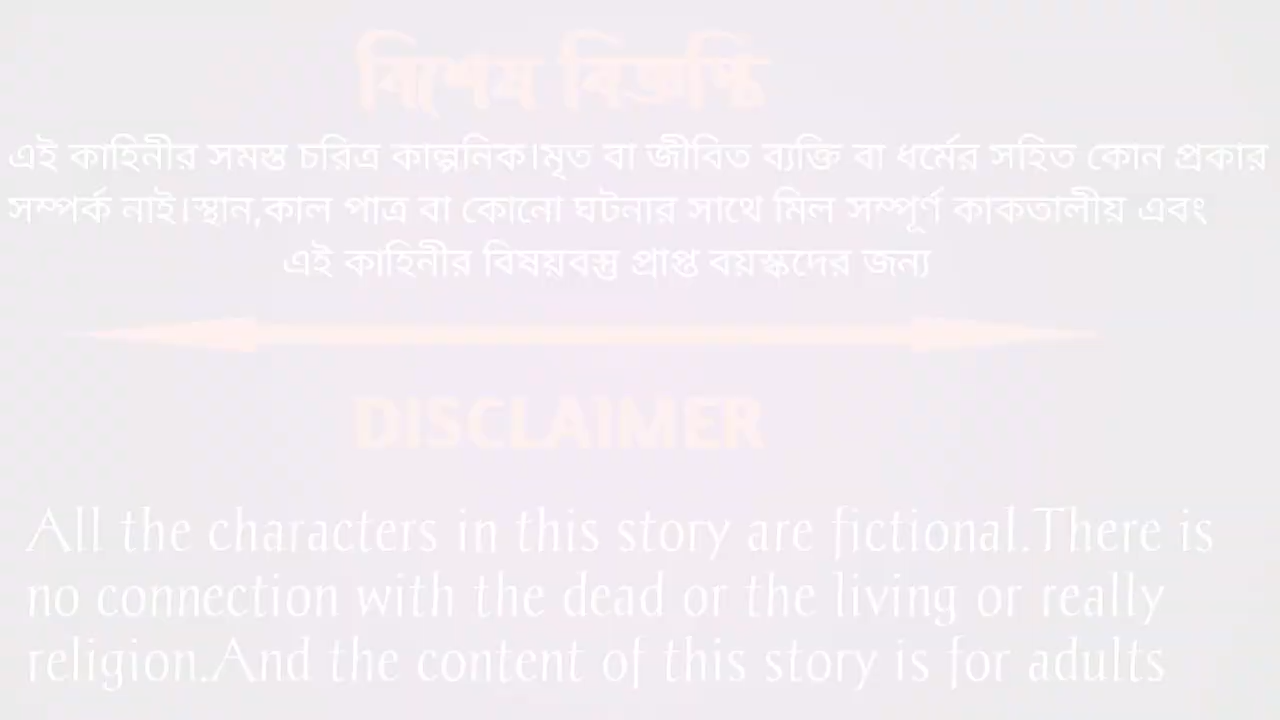 বিশেষ বিজ্ঞপ্তি
এই কাহিনীর সমস্ত চরিত্র কাল্পনিক।মৃত বা জীবিত ব্যক্তি বা ধর্মের সহিত কোন প্রকার
সম্পর্ক নাই।স্থান,কাল পাত্র বা কোনো ঘটনার সাথে মিল সম্পূর্ণ কাকতালীয় এবং
এই কাহিনীর বিষয়বস্তু প্রাপ্ত বয়স্কদের জন্য
DISCLAIMER
All the characters in this story are fictional.There is
no connection with the dead or the living or really
religion.And the content of this story is for adults